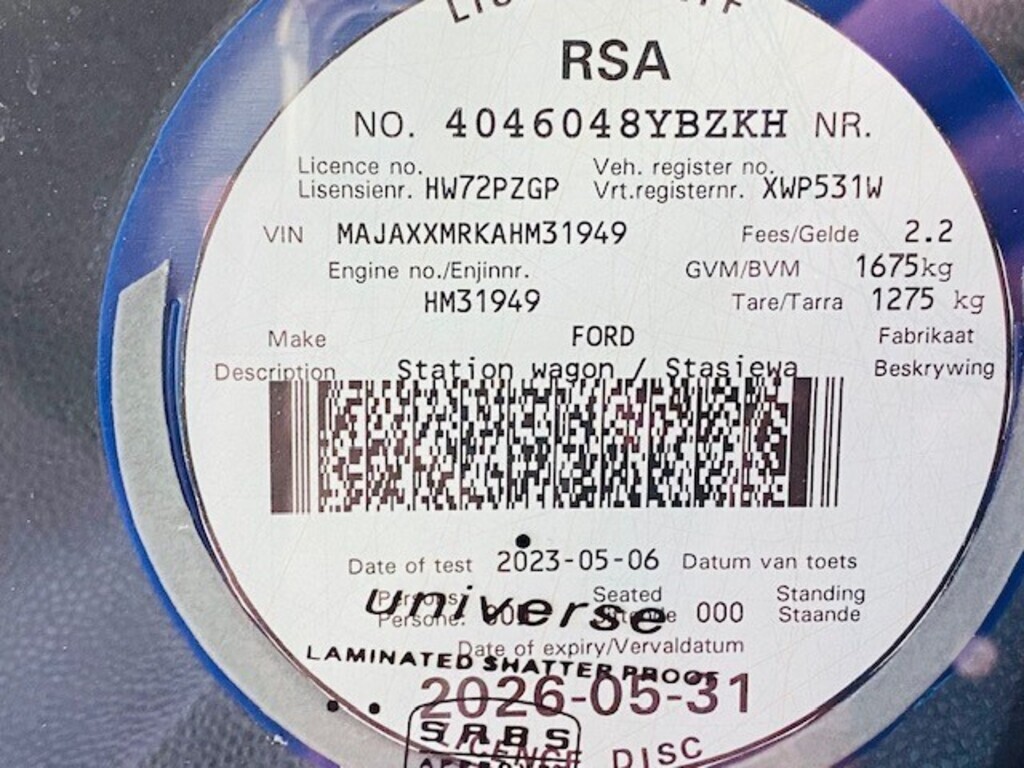 RSA
NO. 4046048YBZKH NR.
Licence no. Veh. register no.
Lisensienr. HW72PZGP Vrt.registernr. XWP531W
VIN MAJAXXMRKAHM31949 Fees/Gelde 2.2
Engine no./Enjinnr. GVM/BVM 1675kg
HM31949 Tare/Tarra 1275 kg
Make FORD Fabrikaat
Description Station wagon / Stasiewa Beskrywing
Date of test 2023-05-06 Datum van toets
Persons: Seated Standing
universe
Persone: 000 Staande
Date of expiry/Vervaldatum
LAMINATED SHATTER PROOF
2026-05-31
SABS
LICENCE DISC